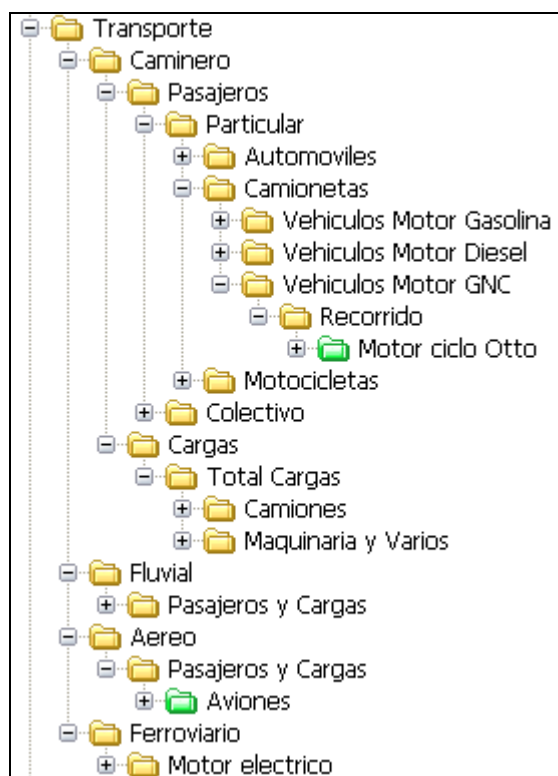 Transporte
Caminero
Pasajeros
Particular
Automoviles
Camionetas
Vehiculos Motor Gasolina
Vehiculos Motor Diesel
Vehiculos Motor GNC
Recorrido
Motor ciclo Otto
Motocicletas
Colectivo
Cargas
Total Cargas
Camiones
Maquinaria y Varios
Fluvial
Pasajeros y Cargas
Aereo
Pasajeros y Cargas
Aviones
Ferroviario
Motor electrico